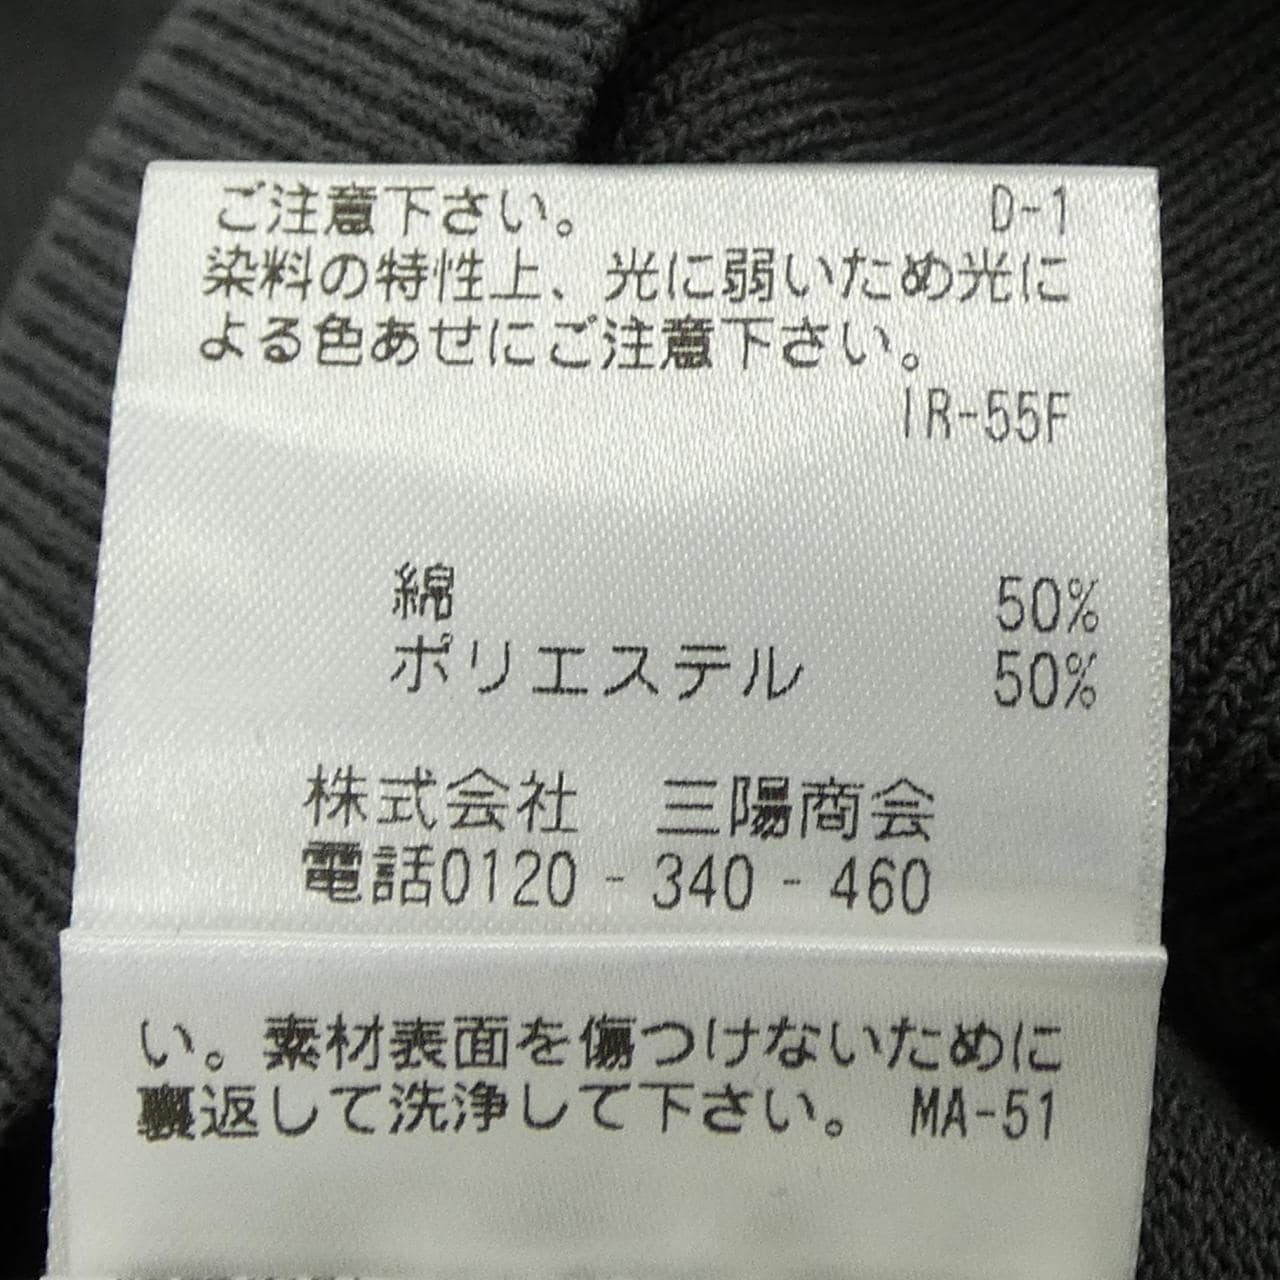 ご注意下さい。 D-1
染料の特性上、光に弱いため光に
よる色あせにご注意下さい。
IR-55F
綿 50%
ポリエステル 50%
株式会社 三陽商会
電話0120-340-460
い。素材表面を傷つけないために
裏返して洗浄して下さい。 MA-51